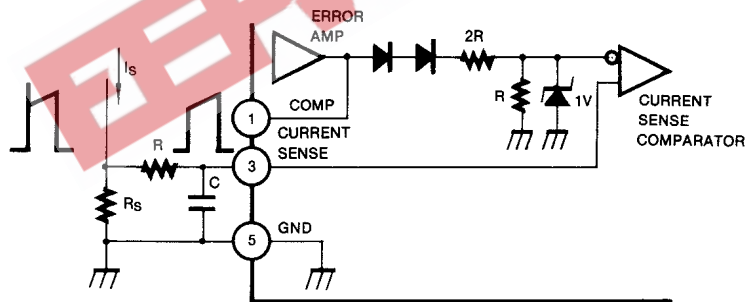 ERROR
AMP
2R
IS
COMP
1
R
1V
CURRENT
SENSE
COMPARATOR
CURRENT
SENSE
R
3
C
RS
GND
5